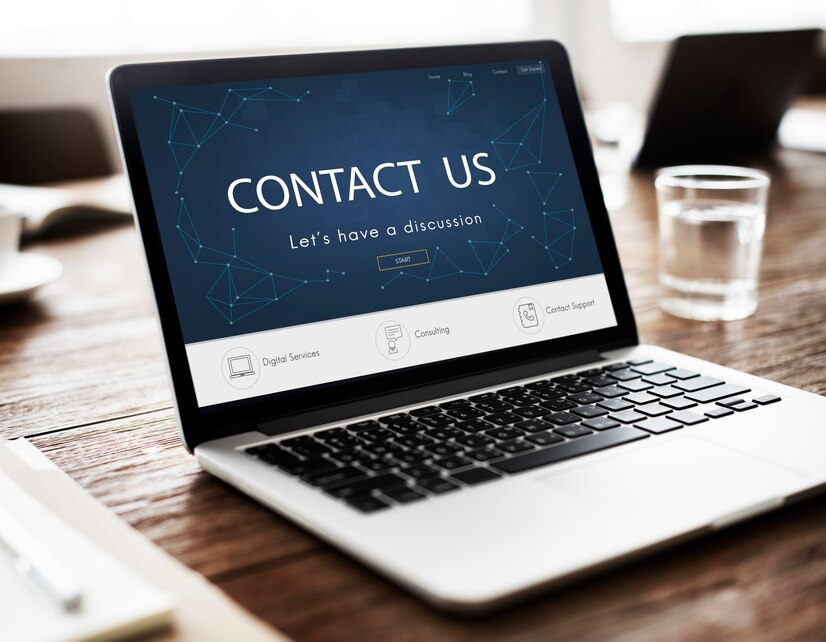 Home Blog Contact Get Started
CONTACT US
Let's have a discussion
START
Digital Services
Consulting
Contact Support